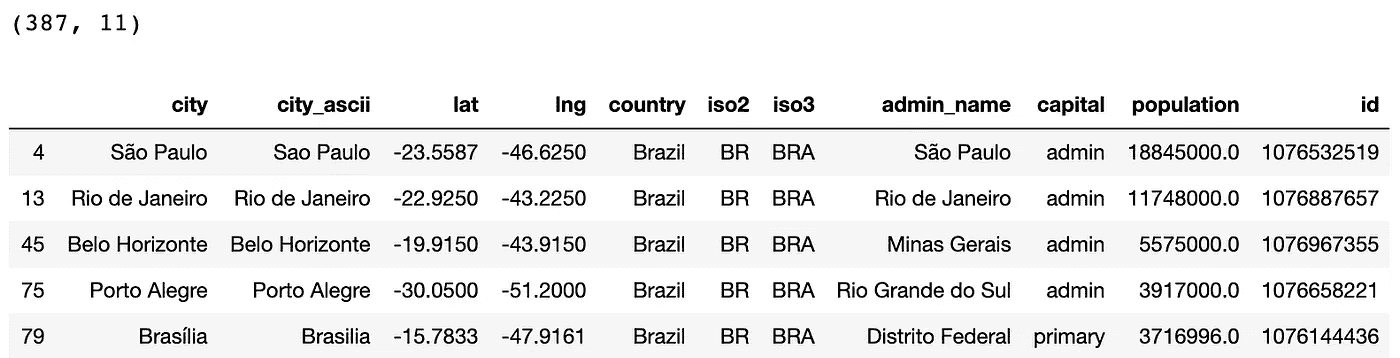 (387, 11)
city city_ascii lat lng country iso2 iso3 admin_name capital population id
4 São Paulo Sao Paulo -23.5587 -46.6250 Brazil BR BRA São Paulo admin 18845000.0 1076532519
13 Rio de Janeiro Rio de Janeiro -22.9250 -43.2250 Brazil BR BRA Rio de Janeiro admin 11748000.0 1076887657
45 Belo Horizonte Belo Horizonte -19.9150 -43.9150 Brazil BR BRA Minas Gerais admin 5575000.0 1076967355
75 Porto Alegre Porto Alegre -30.0500 -51.2000 Brazil BR BRA Rio Grande do Sul admin 3917000.0 1076658221
79 Brasília Brasilia -15.7833 -47.9161 Brazil BR BRA Distrito Federal primary 3716996.0 1076144436